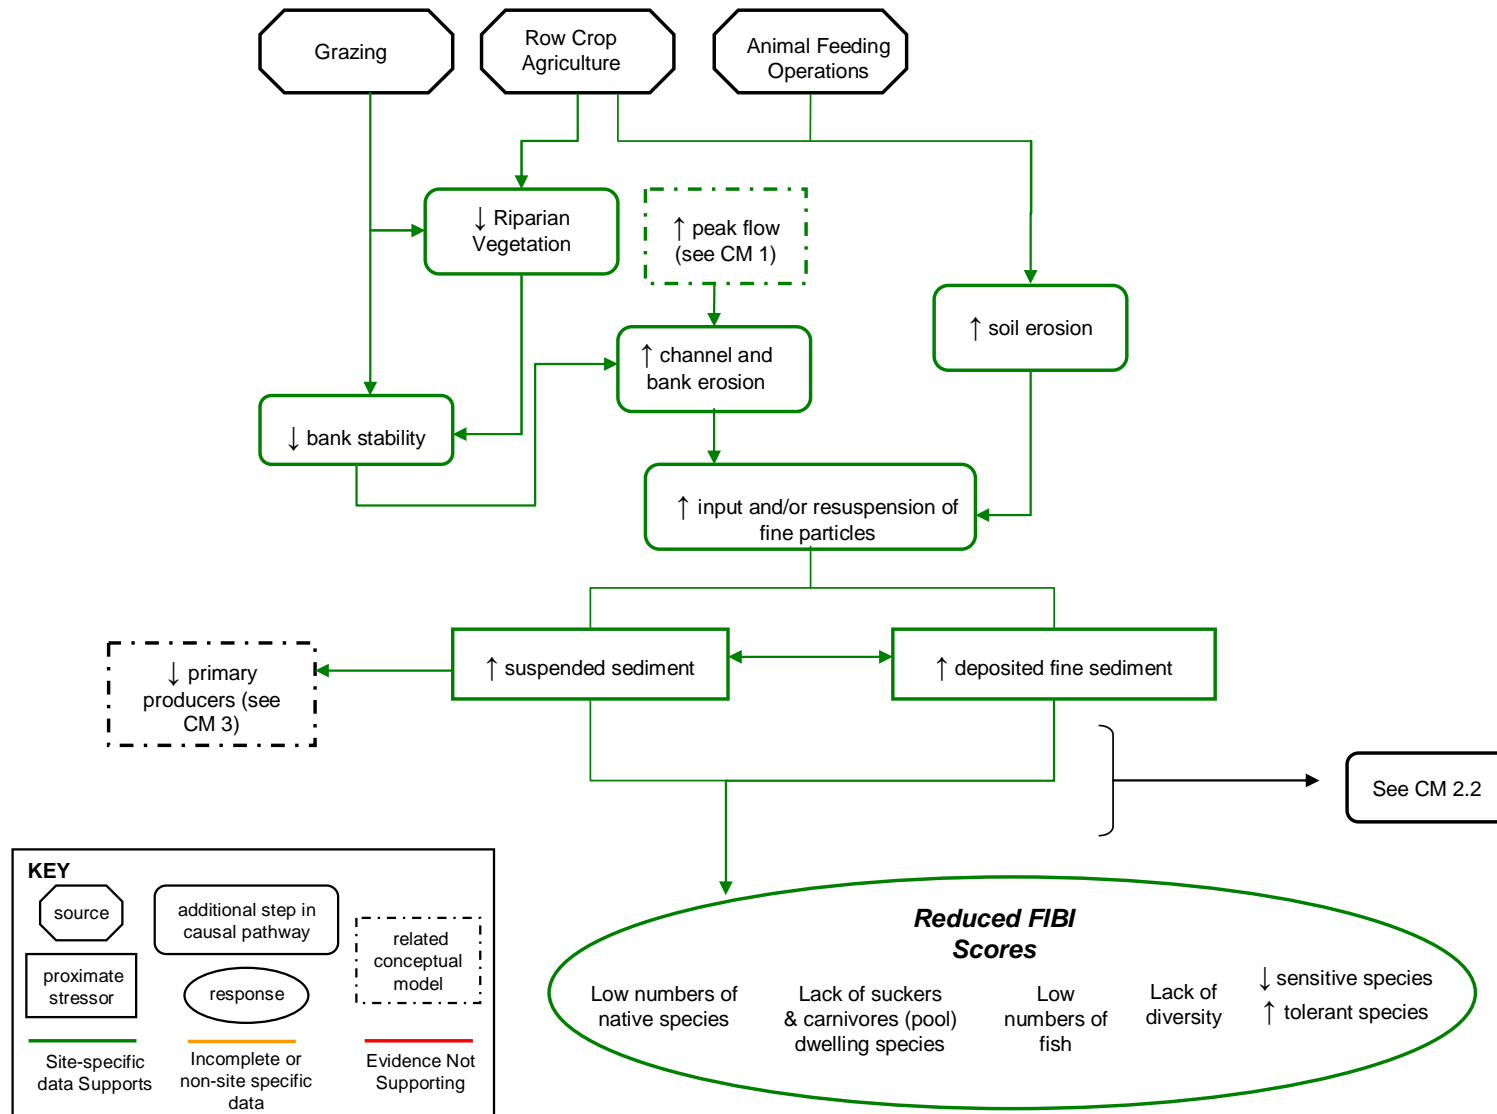 Grazing
Row Crop
Agriculture
Animal Feeding
Operations
↓ Riparian
Vegetation
↑ peak flow
(see CM 1)
↑ soil erosion
↑ channel and
bank erosion
↓ bank stability
↑ input and/or resuspension of
fine particles
↓ primary
producers (see
CM 3)
↑ suspended sediment
↑ deposited fine sediment
See CM 2.2
KEY
source
additional step in
causal pathway
related
conceptual
model
proximate
stressor
response
Site-specific
data Supports
Incomplete or
non-site specific
data
Evidence Not
Supporting
Reduced FIBI
Scores
Low numbers of
native species
Lack of suckers
& carnivores (pool)
dwelling species
Low
numbers of
fish
Lack of
diversity
↓ sensitive species
↑ tolerant species